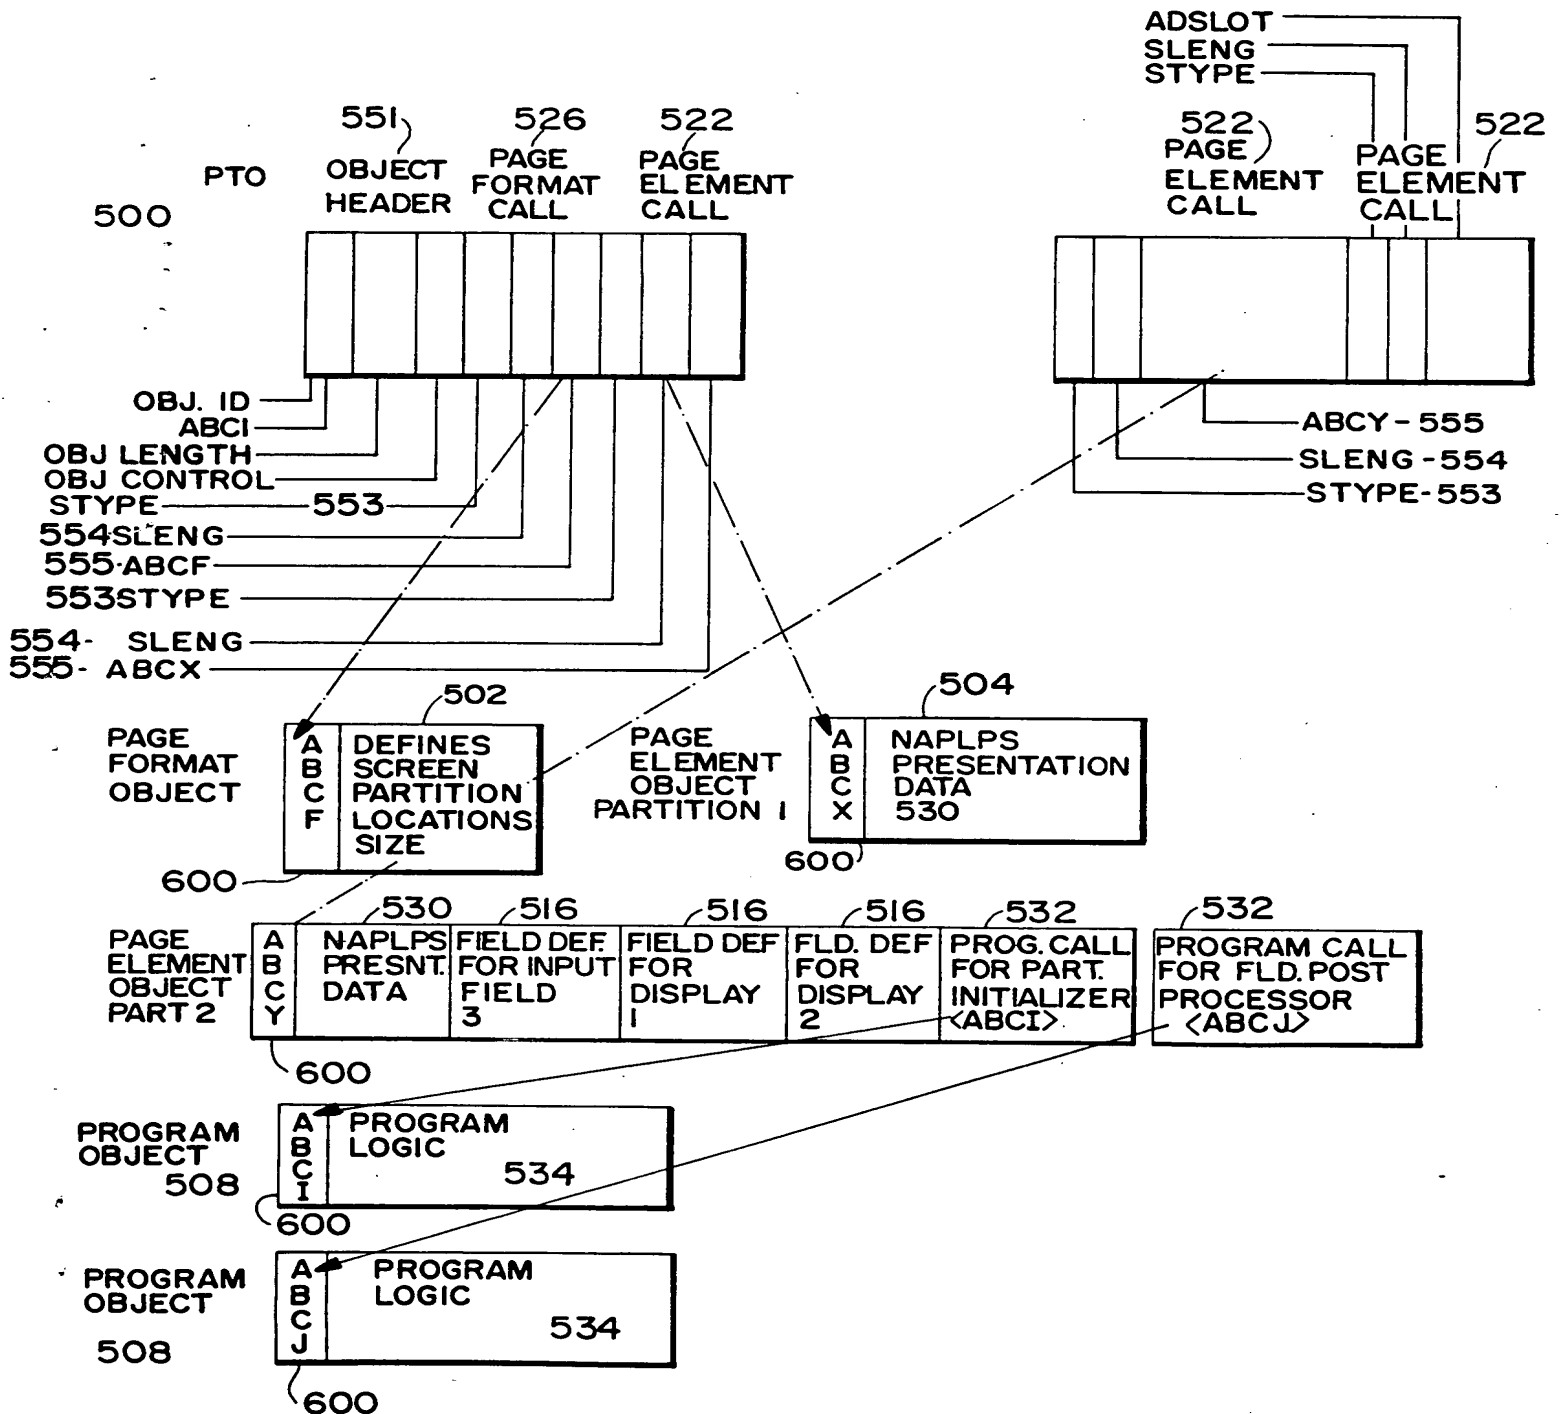 ADSLOT
SLENG
STYPE
551
526
522
522
522
PTO
OBJECT
HEADER
PAGE
FORMAT
CALL
PAGE
ELEMENT
CALL
PAGE
ELEMENT
CALL
PAGE
ELEMENT
CALL
500
OBJ. ID
ABCI
OBJ LENGTH
OBJ CONTROL
STYPE 553
554 SLENG
555-ABCF
553 STYPE
554- SLENG
555- ABCX
ABCY-555
SLENG-554
STYPE-553
502
504
PAGE
FORMAT
OBJECT
A
B
C
F
DEFINES
SCREEN
PARTITION
LOCATIONS
SIZE
600
PAGE
ELEMENT
OBJECT
PARTITION 1
A
B
C
X
NAPLPS
PRESENTATION
DATA
530
600
530
516
516
516
532
532
PAGE
ELEMENT
OBJECT
PART 2
A
B
C
Y
NAPLPS
PRESNT.
DATA
FIELD DEF.
FOR INPUT
FIELD
3
FIELD DEF
FOR
DISPLAY
1
FLD. DEF
FOR
DISPLAY
2
PROG. CALL
FOR PART.
INITIALIZER
<ABCI>
PROGRAM CALL
FOR FLD. POST
PROCESSOR
<ABCJ>
600
PROGRAM
OBJECT
508
A
B
C
I
PROGRAM
LOGIC
534
600
PROGRAM
OBJECT
508
A
B
C
J
PROGRAM
LOGIC
534
600